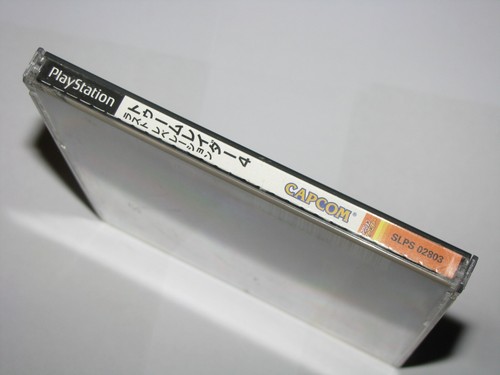 PlayStation
トゥームレイダー4
ラストレベレーション
CAPCOM
SLPS 02803